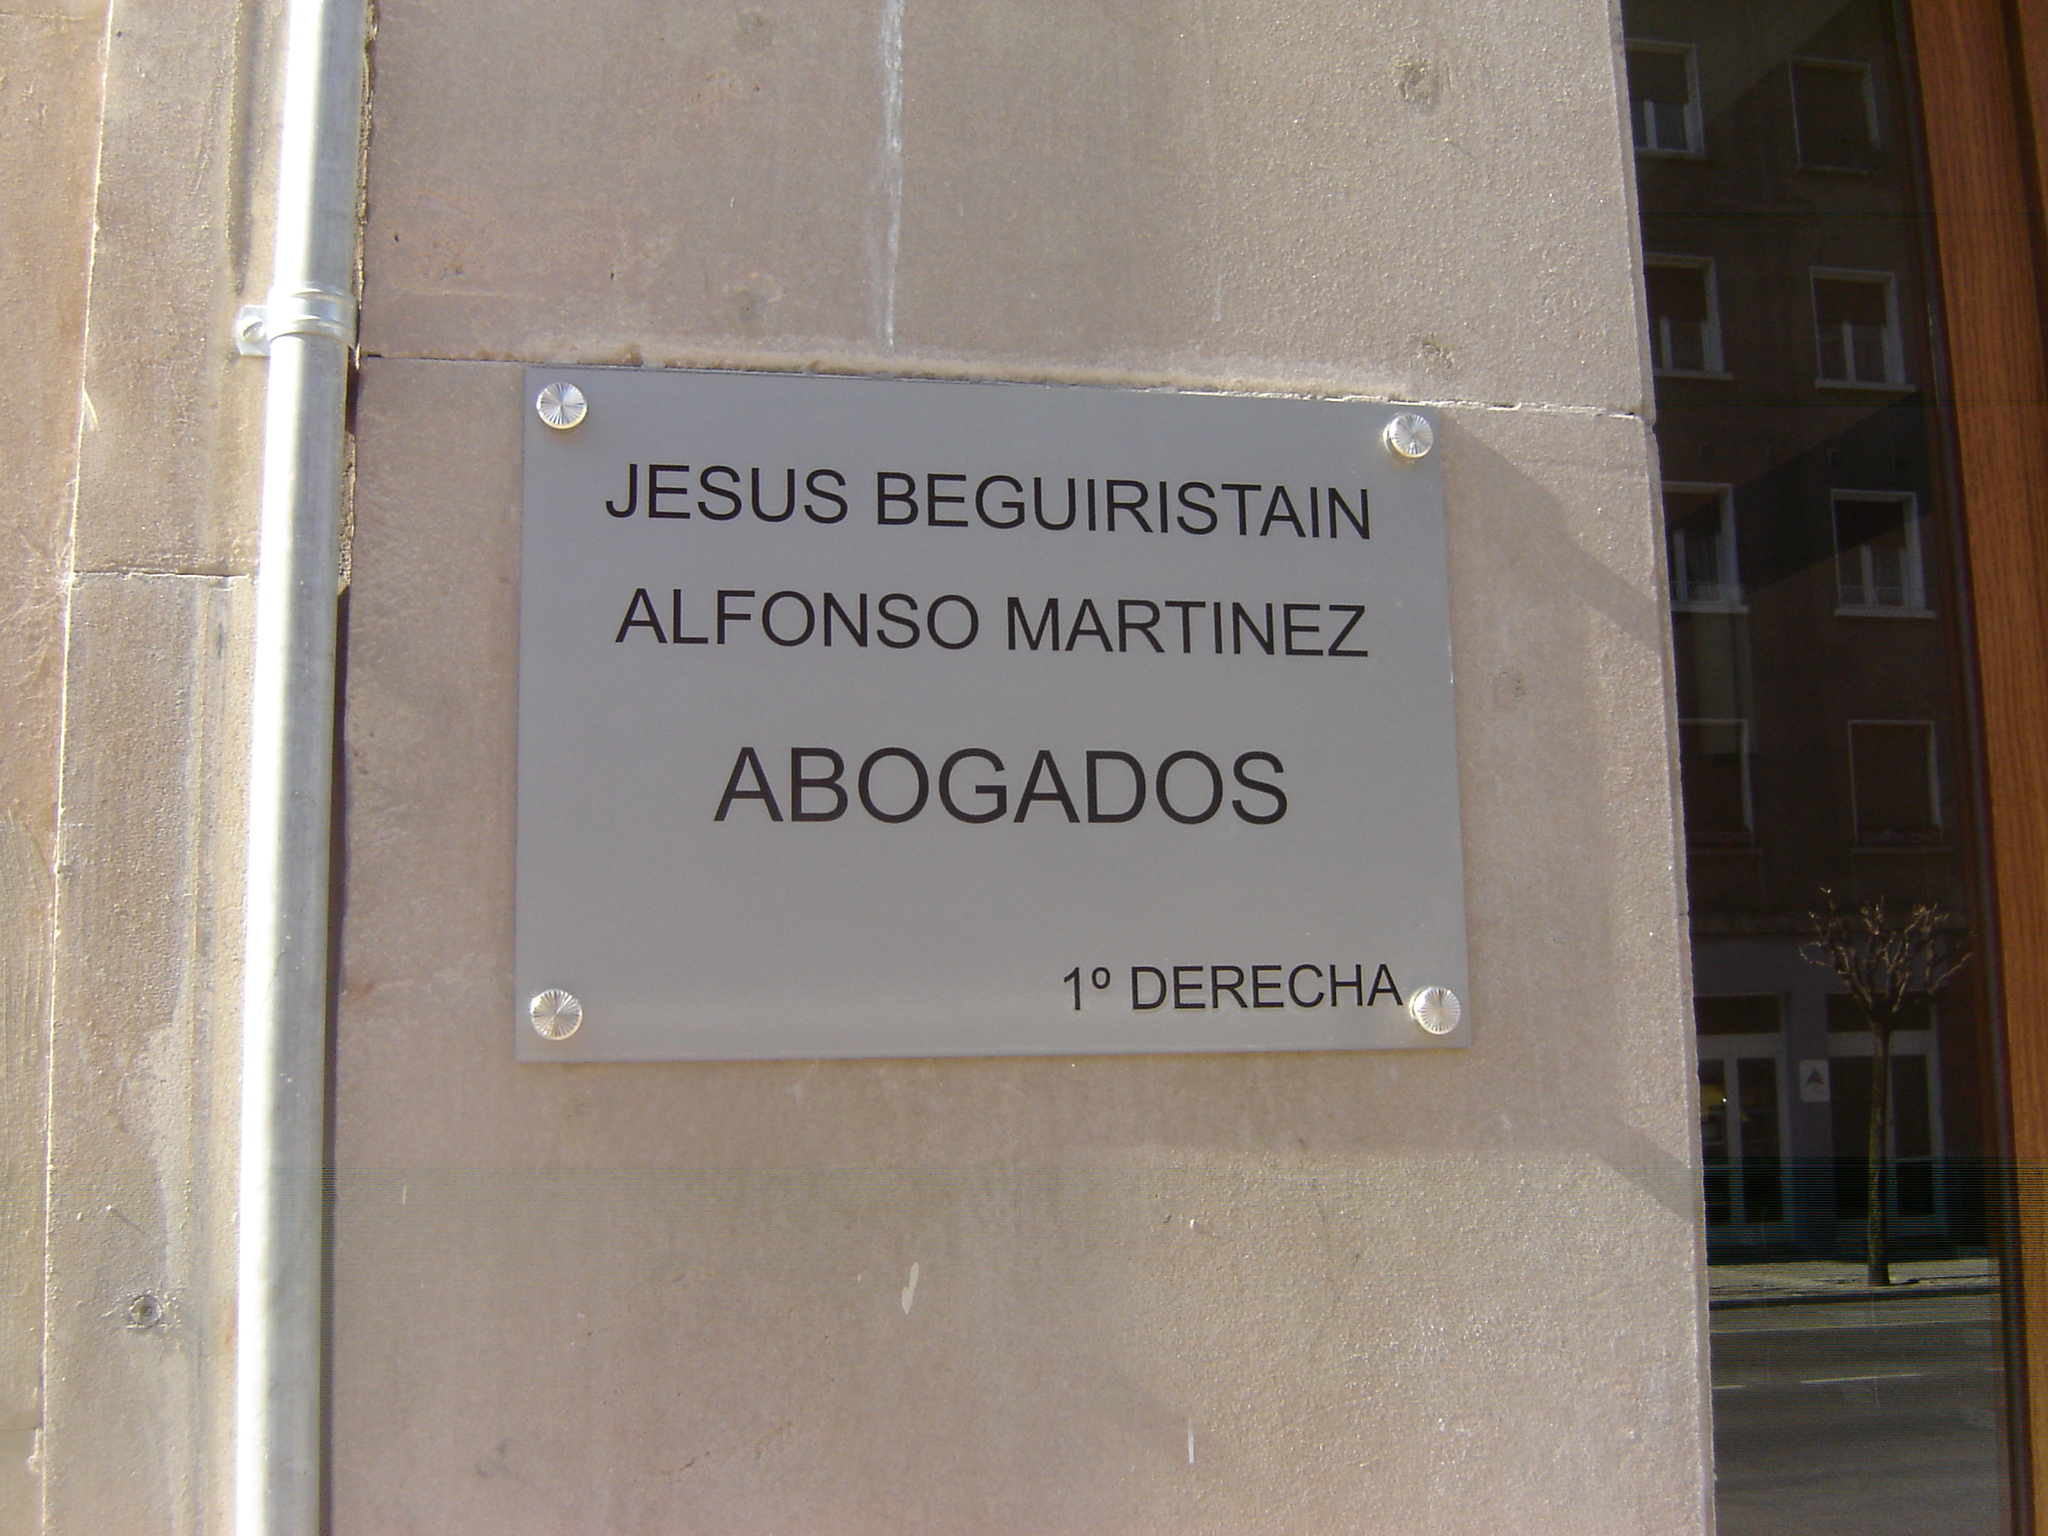 JESUS BEGUIRISTAIN
ALFONSO MARTINEZ
ABOGADOS
1º DERECHA